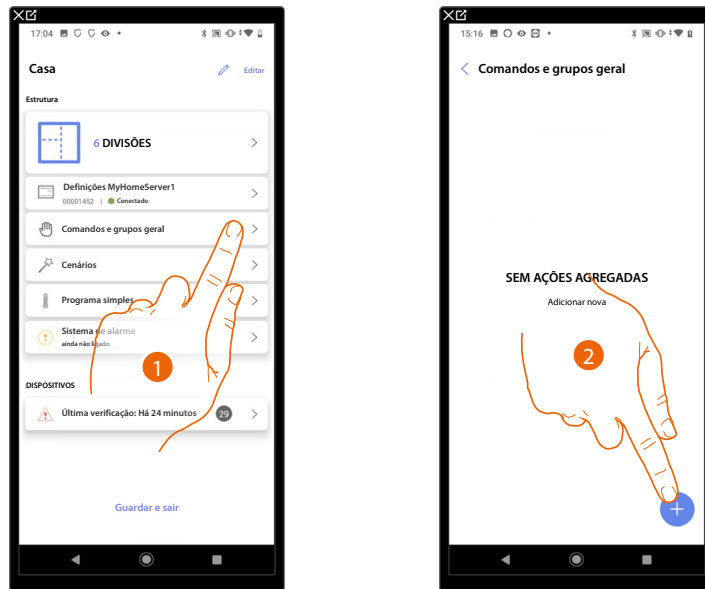 17:04
Casa
Editar
Estrutura
6 DIVISÕES
Definições MyHomeServer1
00001452 | Conectado
Comandos e grupos geral
Cenários
Programa simples
Sistema de alarme
ainda não ligado
1
DISPOSITIVOS
Última verificação: Há 24 minutos 29
Guardar e sair
15:16
Comandos e grupos geral
SEM AÇÕES AGREGADAS
Adicionar nova
2